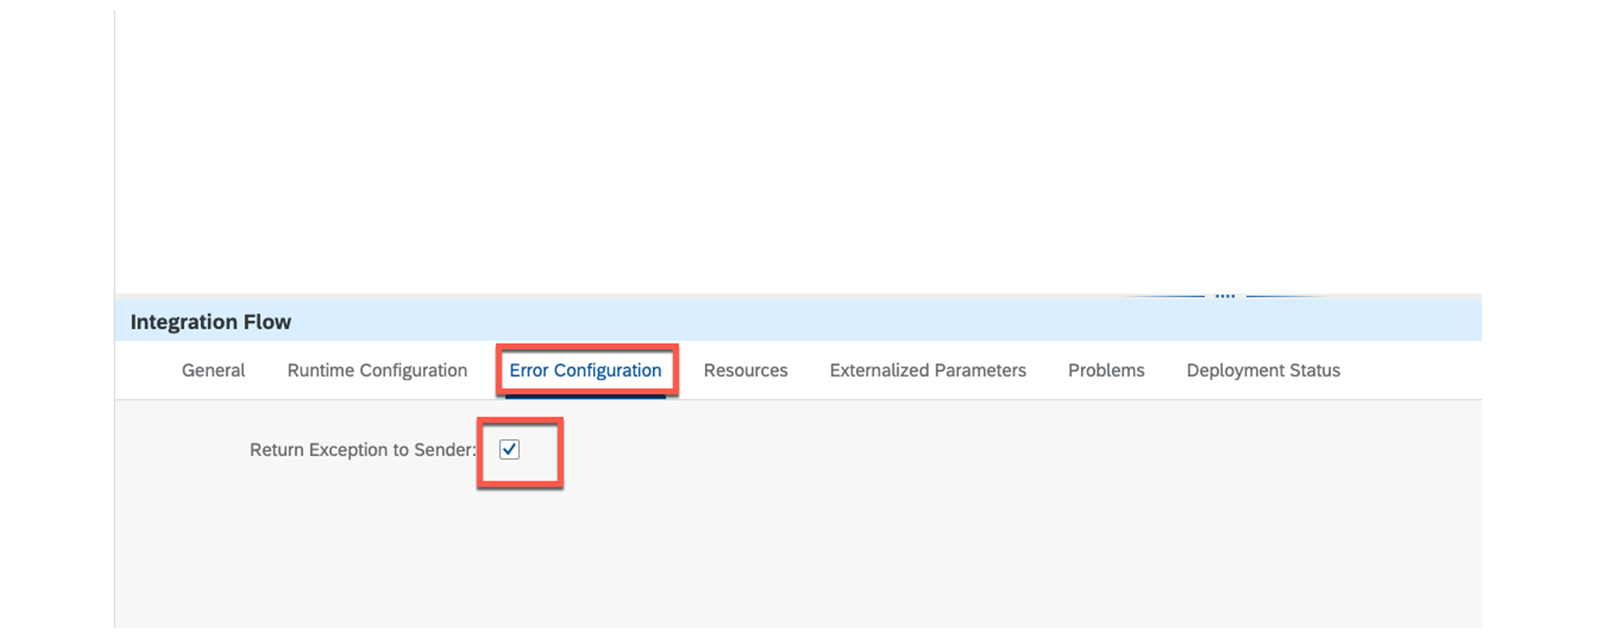 Integration Flow
General Runtime Configuration Error Configuration Resources Externalized Parameters Problems Deployment Status
Return Exception to Sender: